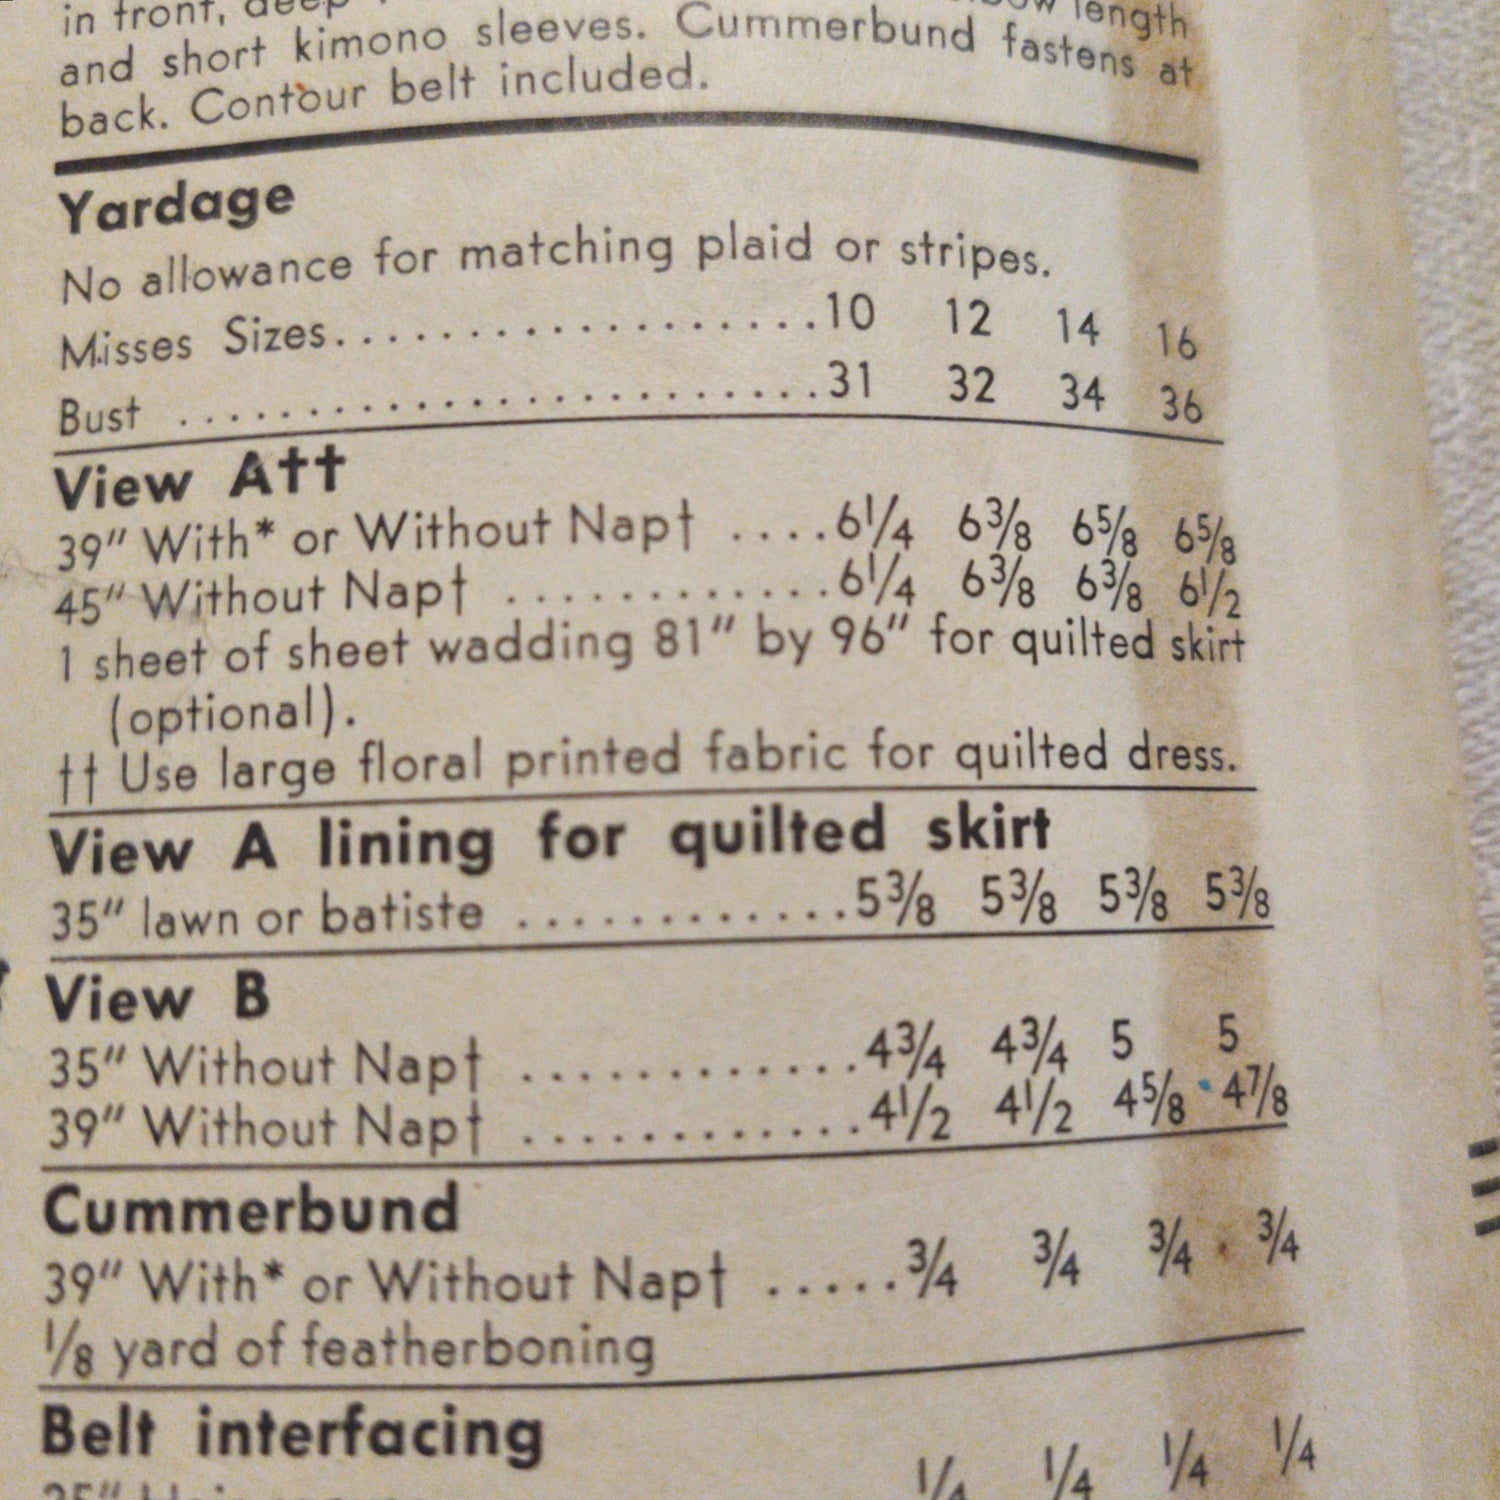 in front, deep length
and short kimono sleeves. Cummerbund fastens at
back. Contour belt included.
Yardage
No allowance for matching plaid or stripes.
Misses Sizes....................10 12 14 16
Bust ............................31 32 34 36
View A††
39" With* or Without Nap† ....6¼ 6⅜ 6⅝ 6⅝
45" Without Nap† ............6¼ 6⅜ 6⅜ 6½
1 sheet of sheet wadding 81" by 96" for quilted skirt
(optional).
†† Use large floral printed fabric for quilted dress.
View A lining for quilted skirt
35" lawn or batiste ............5⅜ 5⅜ 5⅜ 5⅜
View B
35" Without Nap† ............4¾ 4¾ 5 5
39" Without Nap† ............4½ 4½ 4⅝ 4⅞
Cummerbund
39" With* or Without Nap† .....¾ ¾ ¾ ¾
⅛ yard of featherboning
Belt interfacing
¼ ¼ ¼ ¼